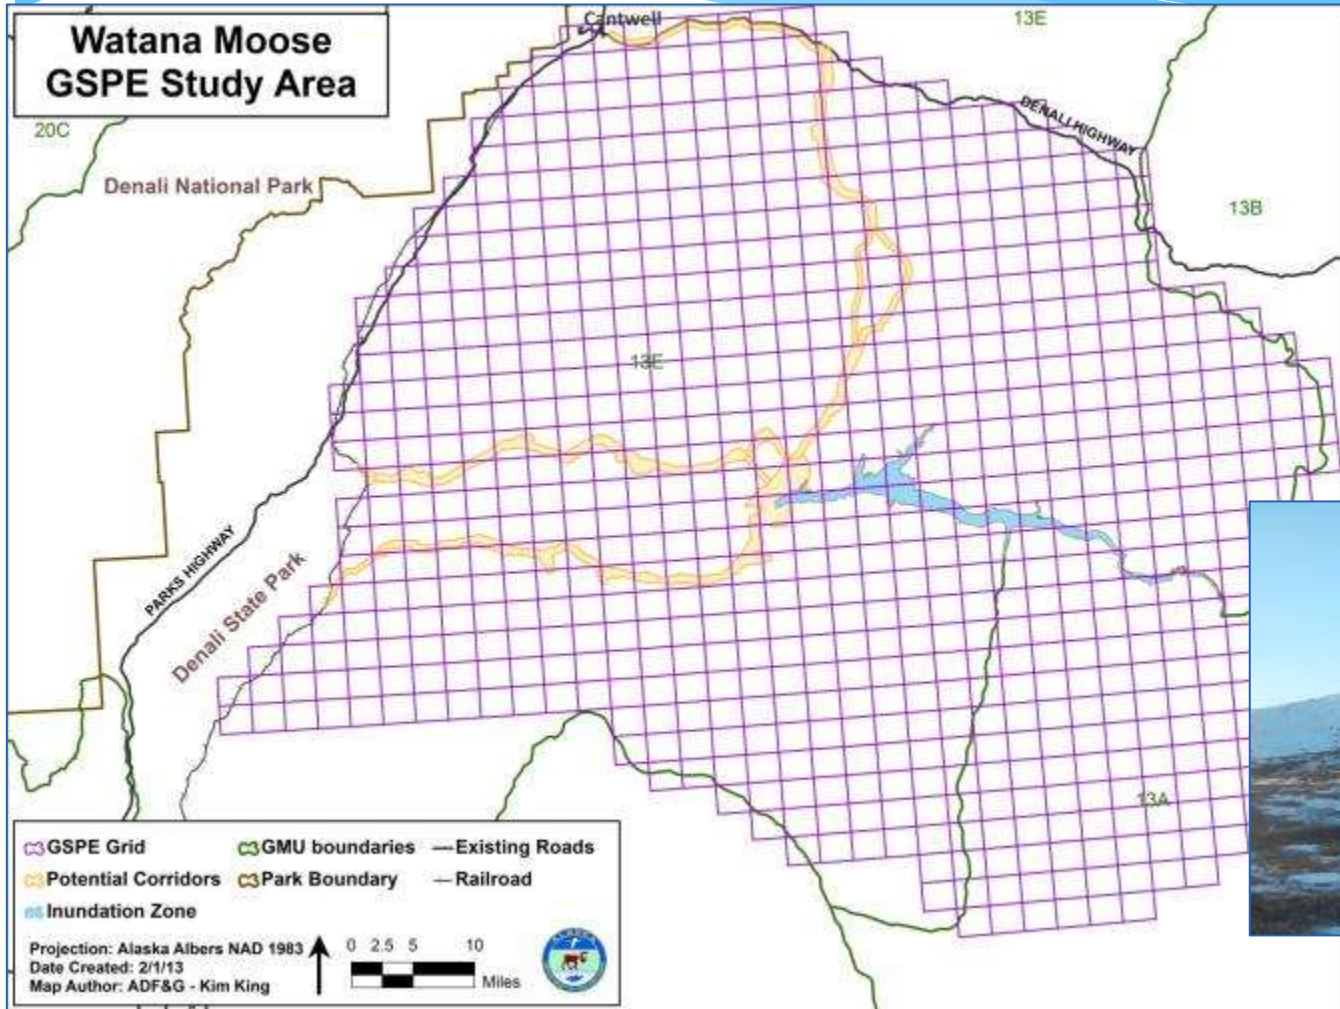 Watana Moose
GSPE Study Area
Cantwell
13E
20C
DENALI HIGHWAY
Denali National Park
13B
13E
PARKS HIGHWAY
Denali State Park
13A
GSPE Grid
GMU boundaries
Existing Roads
Potential Corridors
Park Boundary
Railroad
Inundation Zone
Projection: Alaska Albers NAD 1983
Date Created: 2/1/13
Map Author: ADF&G - Kim King
0 2.5 5 10
Miles
ALASKA